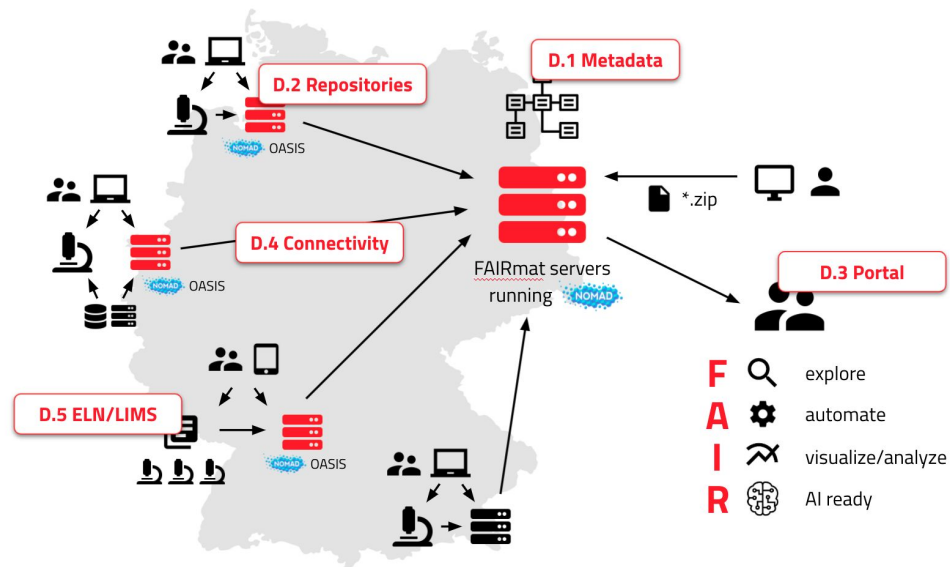 D.1 Metadata
D.2 Repositories
NOMAD OASIS
*.zip
D.4 Connectivity
NOMAD OASIS
FAIRmat servers
running NOMAD
D.3 Portal
D.5 ELN/LIMS
NOMAD OASIS
F explore
A automate
I visualize/analyze
R AI ready